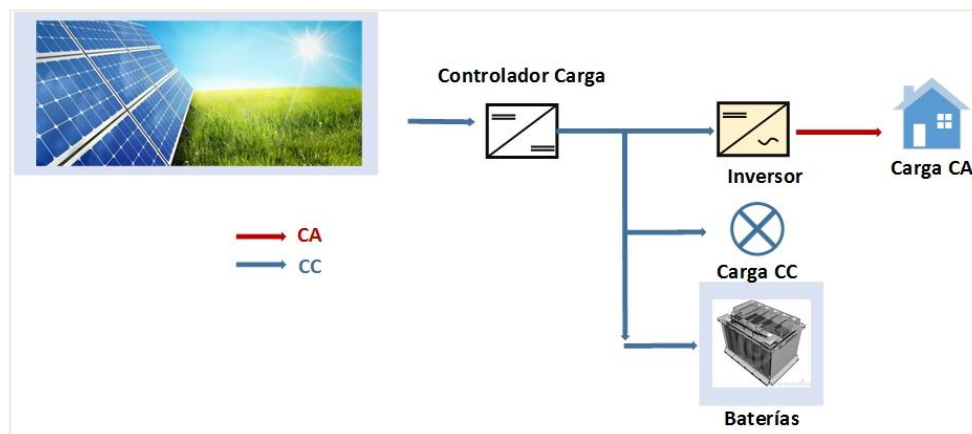 Controlador Carga
Inversor
Carga CA
CA
CC
Carga CC
Baterías